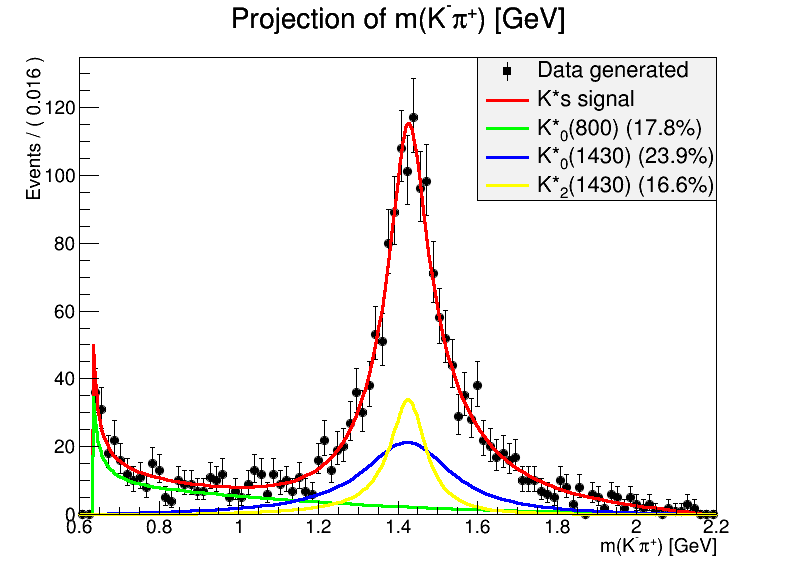 Projection of m(K⁻π⁺) [GeV]
Events / ( 0.016 )
Data generated
K*s signal
K*₀(800) (17.8%)
K*₀(1430) (23.9%)
K*₂(1430) (16.6%)
120
100
80
60
40
20
0
0.6 0.8 1 1.2 1.4 1.6 1.8 2 2.2
m(K⁻π⁺) [GeV]